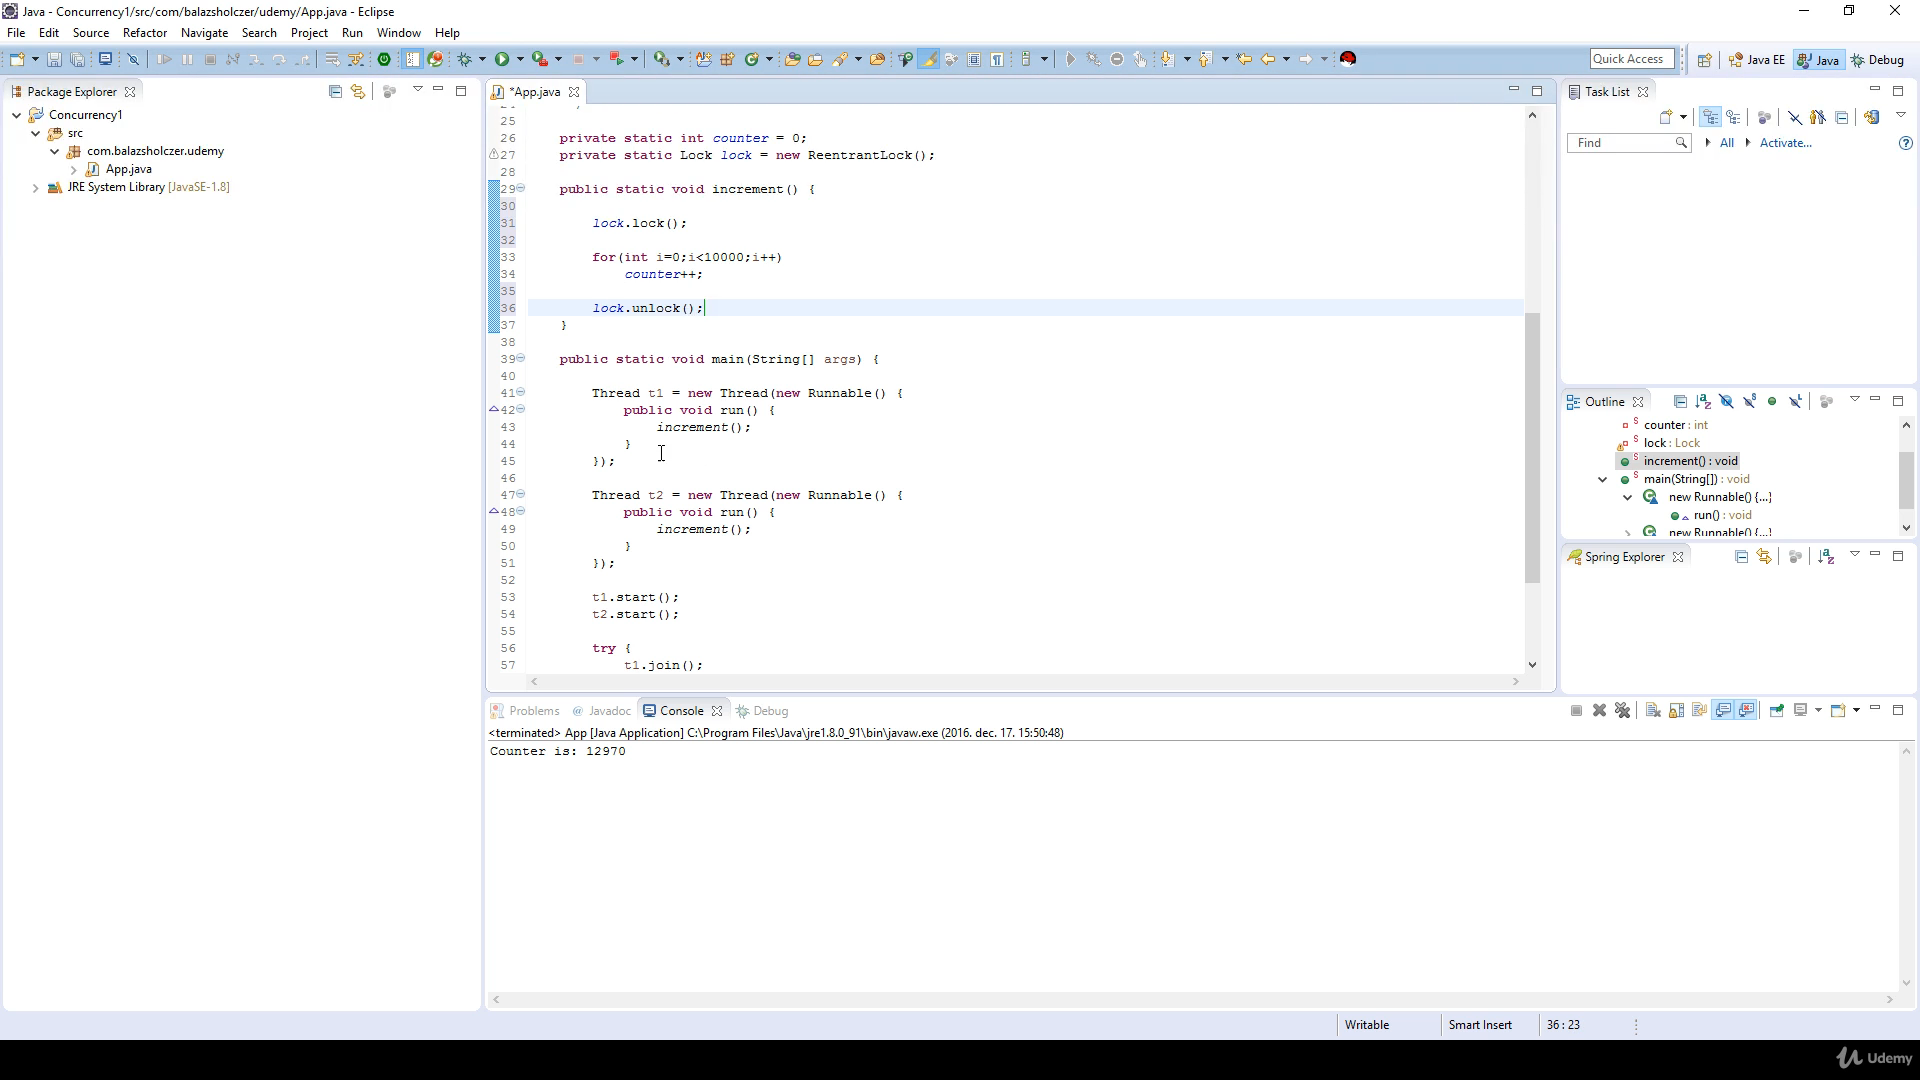 Java - Concurrency1/src/com/balazsholczer/udemy/App.java - Eclipse
File Edit Source Refactor Navigate Search Project Run Window Help
Quick Access Java EE Java Debug
Package Explorer
Concurrency1
src
com.balazsholczer.udemy
App.java
JRE System Library [JavaSE-1.8]
*App.java
25
26 private static int counter = 0;
27 private static Lock lock = new ReentrantLock();
28
29 public static void increment() {
30
31 lock.lock();
32
33 for(int i=0;i<10000;i++)
34 counter++;
35
36 lock.unlock();
37 }
38
39 public static void main(String[] args) {
40
41 Thread t1 = new Thread(new Runnable() {
42 public void run() {
43 increment();
44 }
45 });
46
47 Thread t2 = new Thread(new Runnable() {
48 public void run() {
49 increment();
50 }
51 });
52
53 t1.start();
54 t2.start();
55
56 try {
57 t1.join();
Task List
Find All Activate...
Outline
counter : int
lock : Lock
increment() : void
main(String[]) : void
new Runnable() {...}
run() : void
new Runnable() {...}
Spring Explorer
Problems @ Javadoc Console Debug
<terminated> App [Java Application] C:\Program Files\Java\jre1.8.0_91\bin\javaw.exe (2016. dec. 17. 15:50:48)
Counter is: 12970
Writable Smart Insert 36 : 23
Udemy